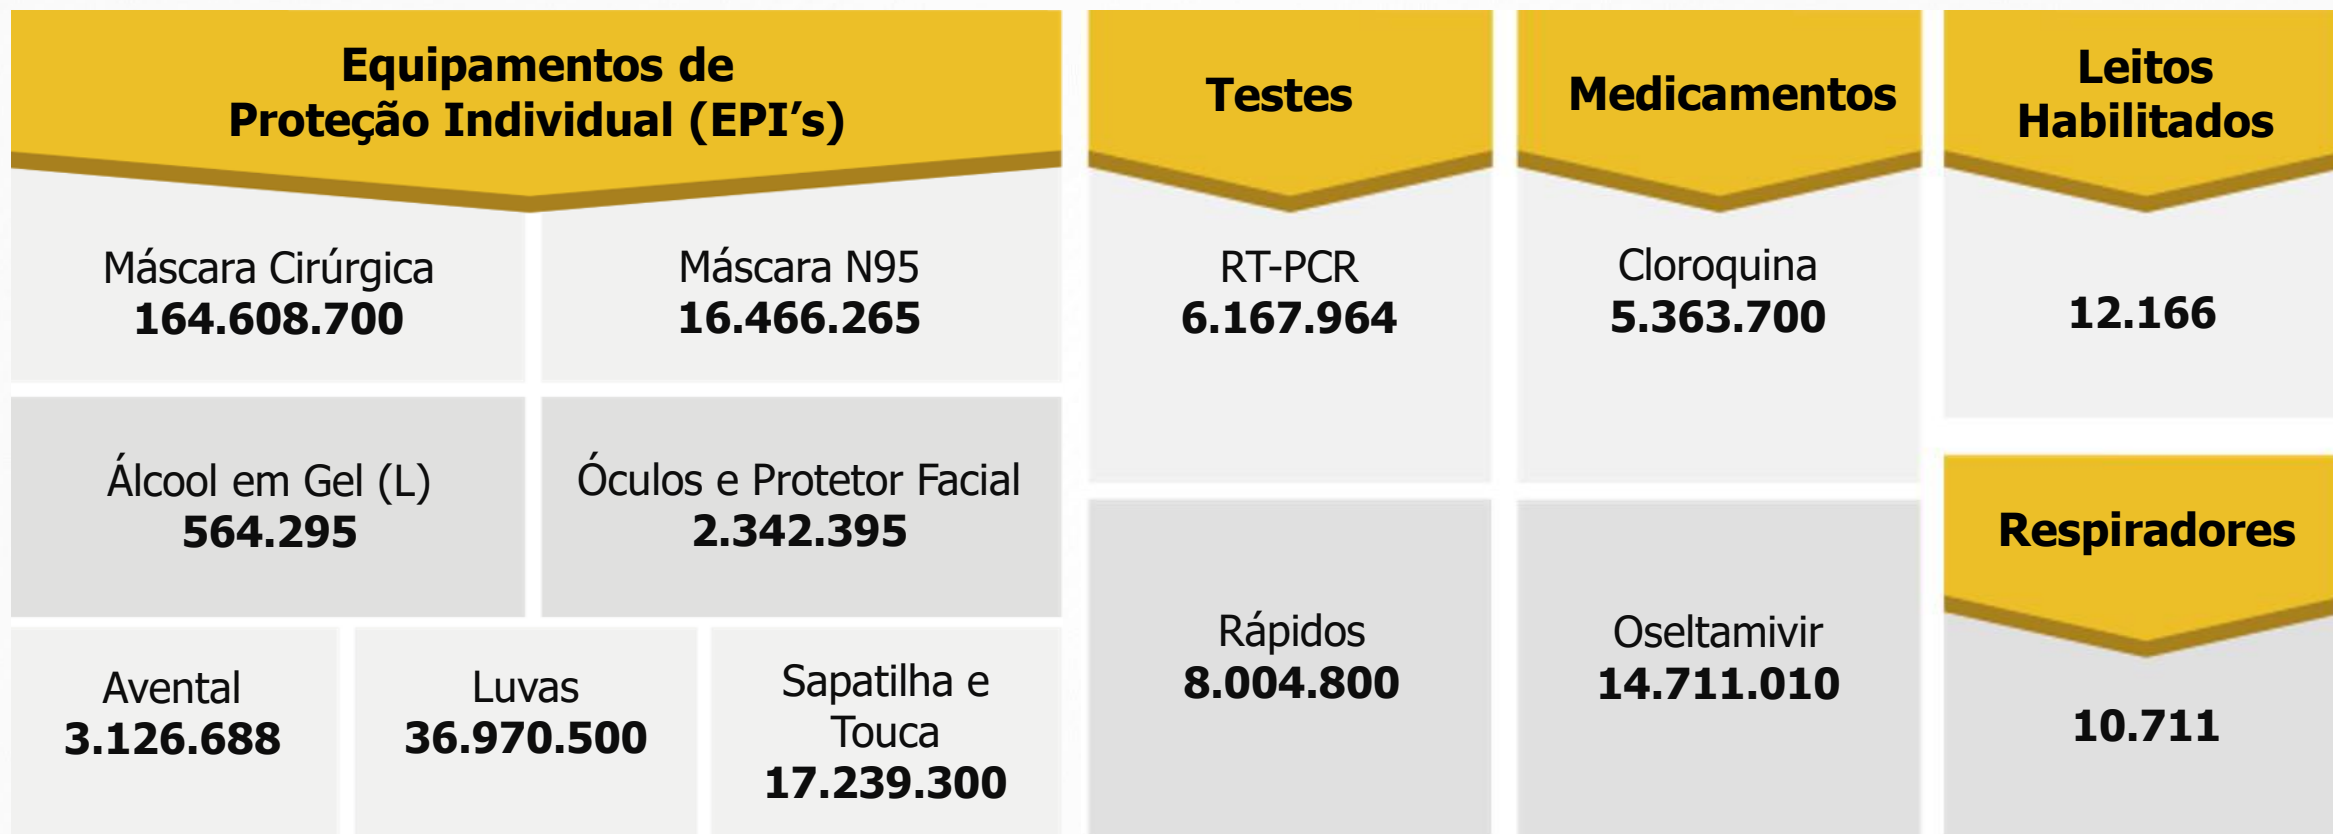 Equipamentos de
Proteção Individual (EPI’s)
Máscara Cirúrgica
164.608.700
Máscara N95
16.466.265
Álcool em Gel (L)
564.295
Óculos e Protetor Facial
2.342.395
Avental
3.126.688
Luvas
36.970.500
Sapatilha e
Touca
17.239.300
Testes
RT-PCR
6.167.964
Rápidos
8.004.800
Medicamentos
Cloroquina
5.363.700
Oseltamivir
14.711.010
Leitos
Habilitados
12.166
Respiradores
10.711